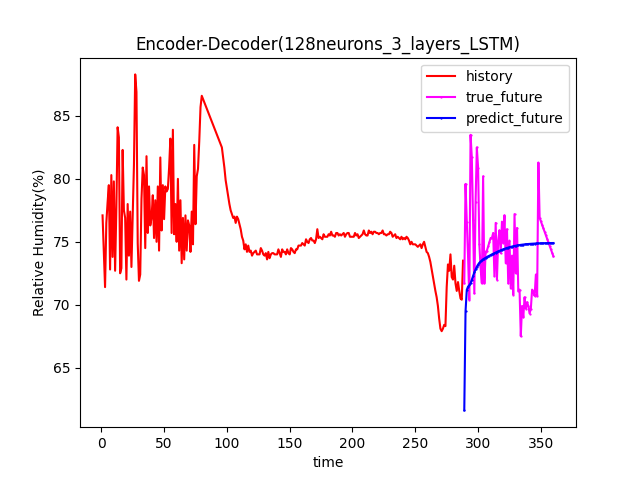 Encoder-Decoder(128neurons_3_layers_LSTM)
history
true_future
predict_future
85
80
75
70
65
Relative Humidity(%)
0 50 100 150 200 250 300 350
time